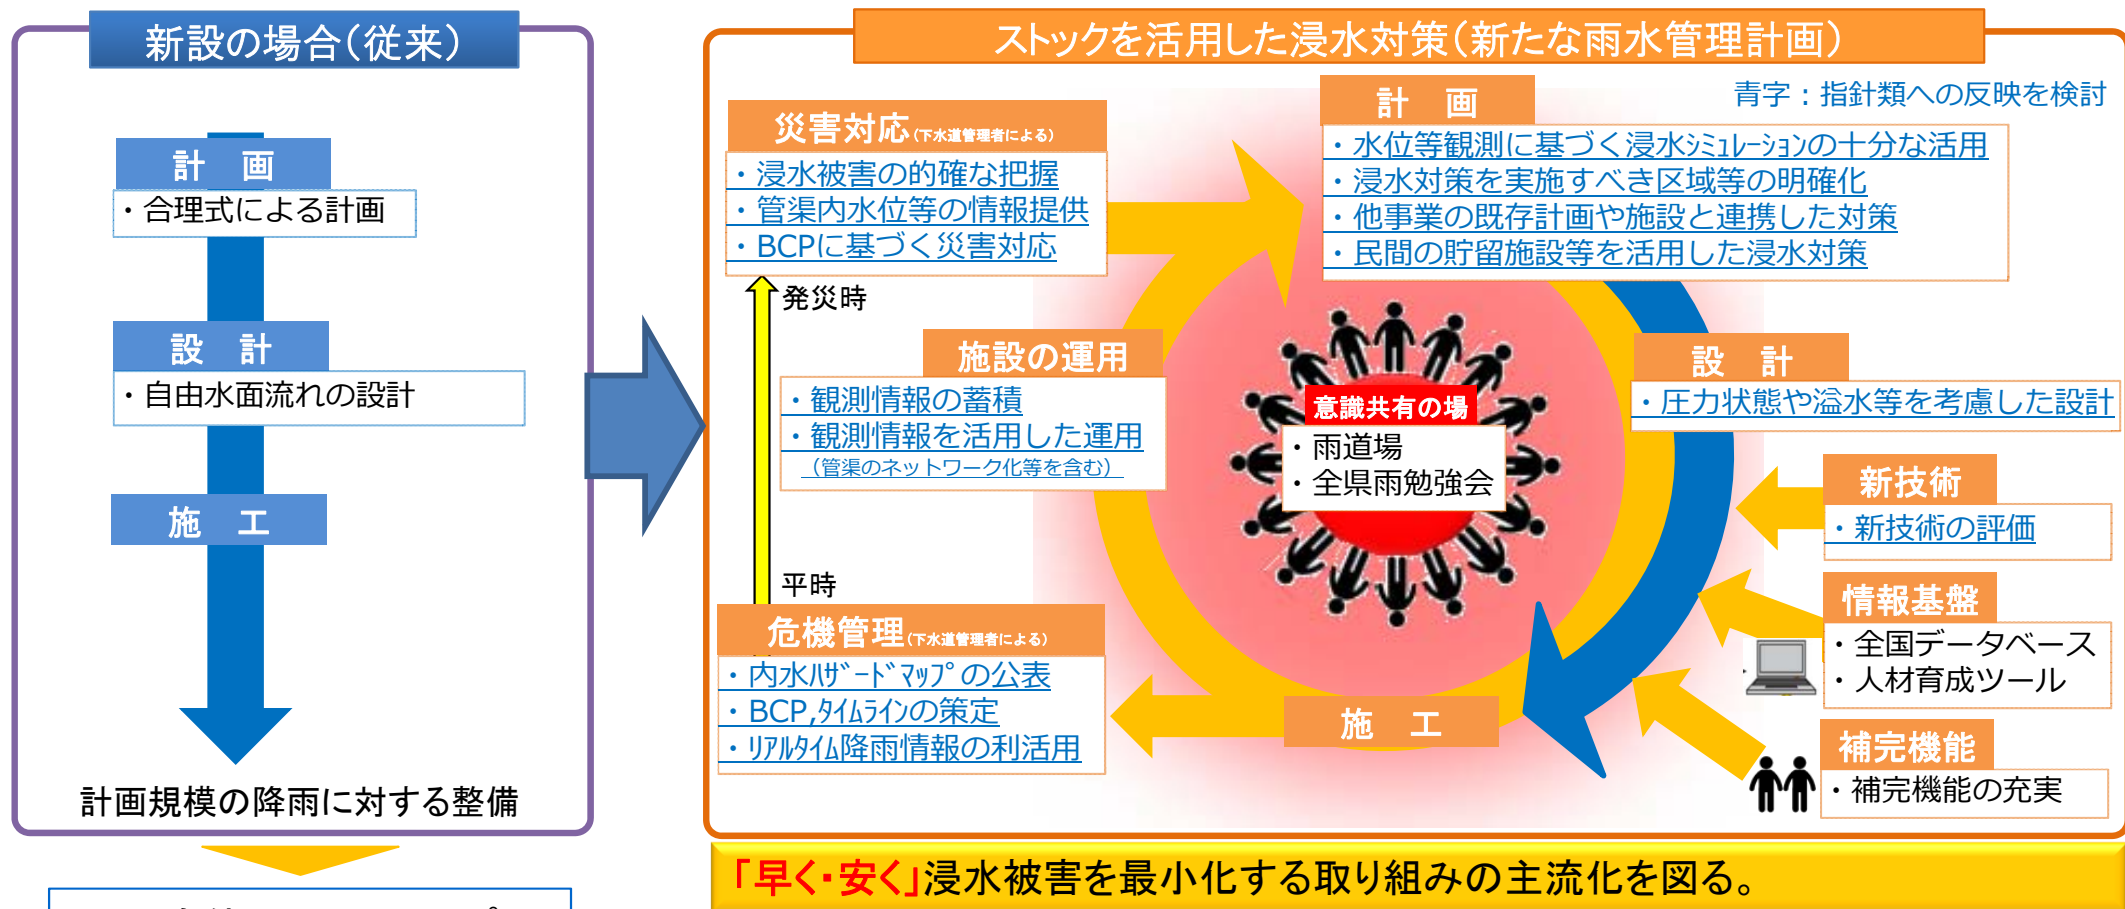 新設の場合（従来）
計　画
・合理式による計画
設　計
・自由水面流れの設計
施　工
計画規模の降雨に対する整備
ストックを活用した浸水対策（新たな雨水管理計画）
青字：指針類への反映を検討
災害対応（下水道管理者による）
・浸水被害の的確な把握
・管渠内水位等の情報提供
・BCPに基づく災害対応
発災時
計　画
・水位等観測に基づく浸水ｼﾐｭﾚｰｼｮﾝの十分な活用
・浸水対策を実施すべき区域等の明確化
・他事業の既存計画や施設と連携した対策
・民間の貯留施設等を活用した浸水対策
施設の運用
・観測情報の蓄積
・観測情報を活用した運用
（管渠のネットワーク化等を含む）
意識共有の場
・雨道場
・全県雨勉強会
設　計
・圧力状態や溢水等を考慮した設計
新技術
・新技術の評価
平時
危機管理（下水道管理者による）
・内水ﾊｻﾞｰﾄﾞﾏｯﾌﾟの公表
・BCP,ﾀｲﾑﾗｲﾝの策定
・ﾘｱﾙﾀｲﾑ降雨情報の利活用
施　工
情報基盤
・全国データベース
・人材育成ツール
補完機能
・補完機能の充実
「早く・安く」浸水被害を最小化する取り組みの主流化を図る。